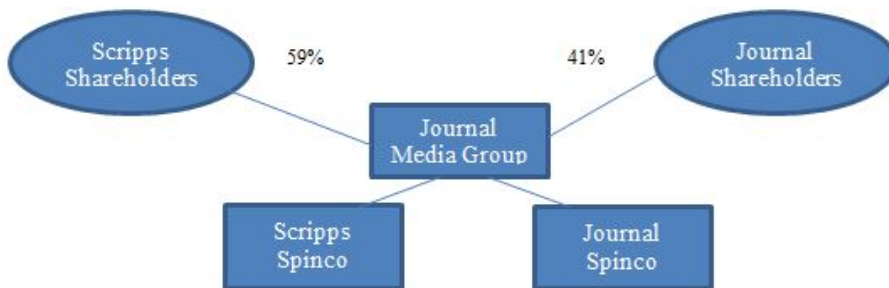 Scripps
Shareholders
59%
41%
Journal
Shareholders
Journal
Media Group
Scripps
Spinco
Journal
Spinco